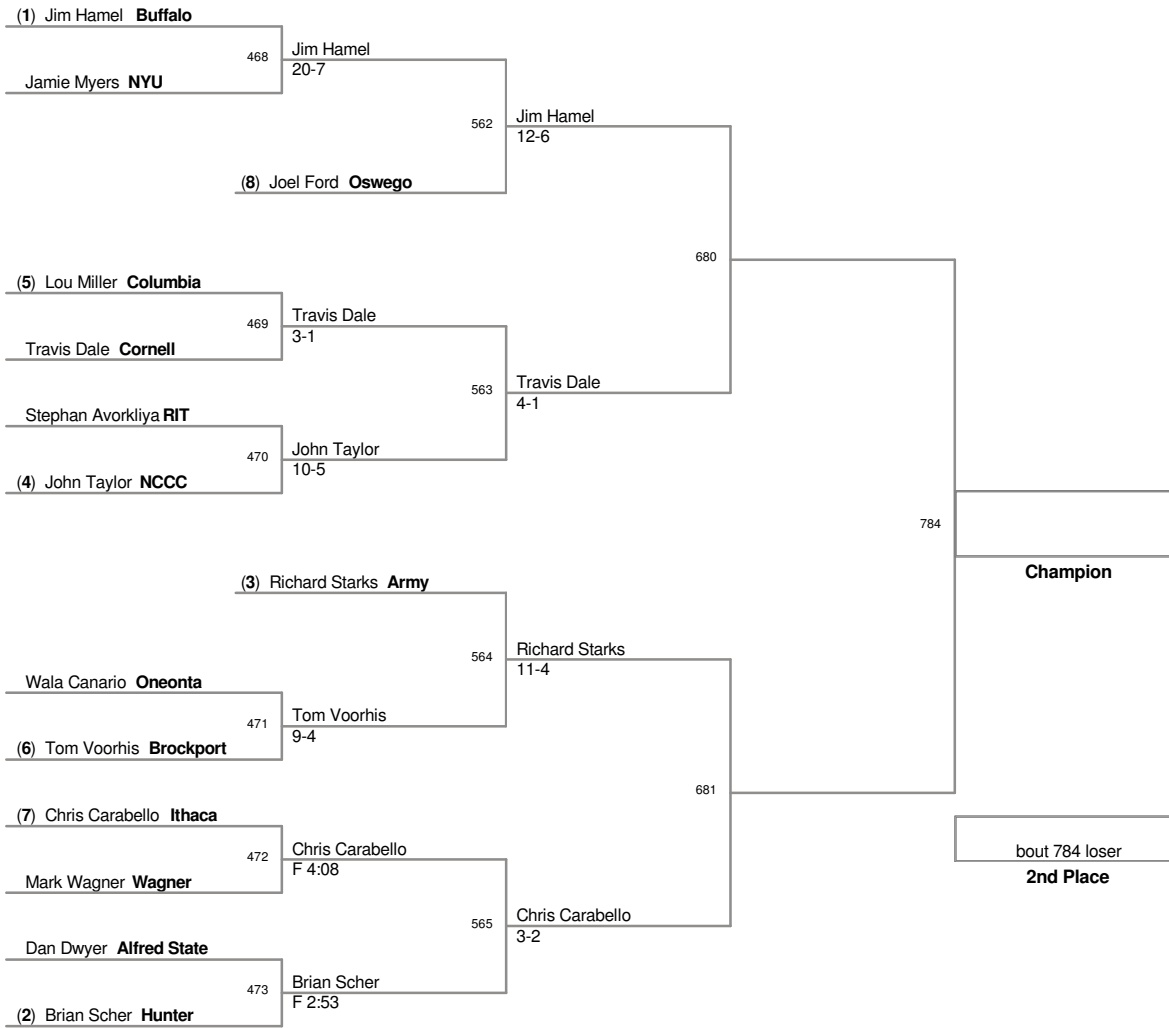 (1) Jim Hamel Buffalo
468
Jim Hamel
20-7
Jamie Myers NYU
562
Jim Hamel
12-6
(8) Joel Ford Oswego
680
(5) Lou Miller Columbia
469
Travis Dale
3-1
Travis Dale Cornell
563
Travis Dale
4-1
Stephan Avorkliya RIT
470
John Taylor
10-5
(4) John Taylor NCCC
784
Champion
(3) Richard Starks Army
564
Richard Starks
11-4
Wala Canario Oneonta
471
Tom Voorhis
9-4
(6) Tom Voorhis Brockport
681
(7) Chris Carabello Ithaca
472
Chris Carabello
F 4:08
Mark Wagner Wagner
bout 784 loser
2nd Place
565
Chris Carabello
3-2
Dan Dwyer Alfred State
473
Brian Scher
F 2:53
(2) Brian Scher Hunter